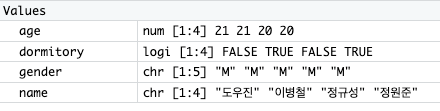 Values
age num [1:4] 21 21 20 20
dormitory logi [1:4] FALSE TRUE FALSE TRUE
gender chr [1:5] "M" "M" "M" "M" "M"
name chr [1:4] "도우진" "이병철" "정규성" "정원준"